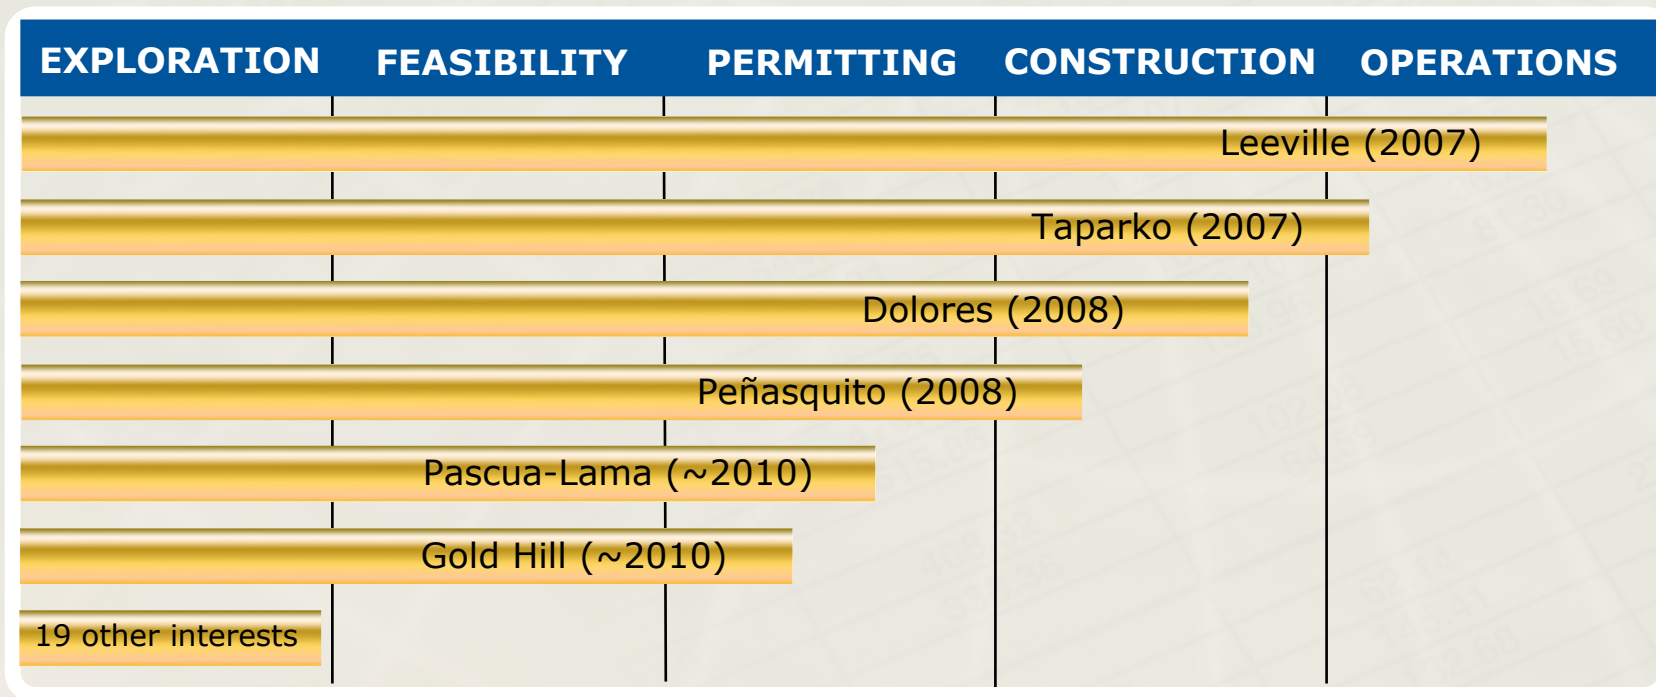 EXPLORATION FEASIBILITY PERMITTING CONSTRUCTION OPERATIONS
Leeville (2007)
Taparko (2007)
Dolores (2008)
Peñasquito (2008)
Pascua-Lama (~2010)
Gold Hill (~2010)
19 other interests